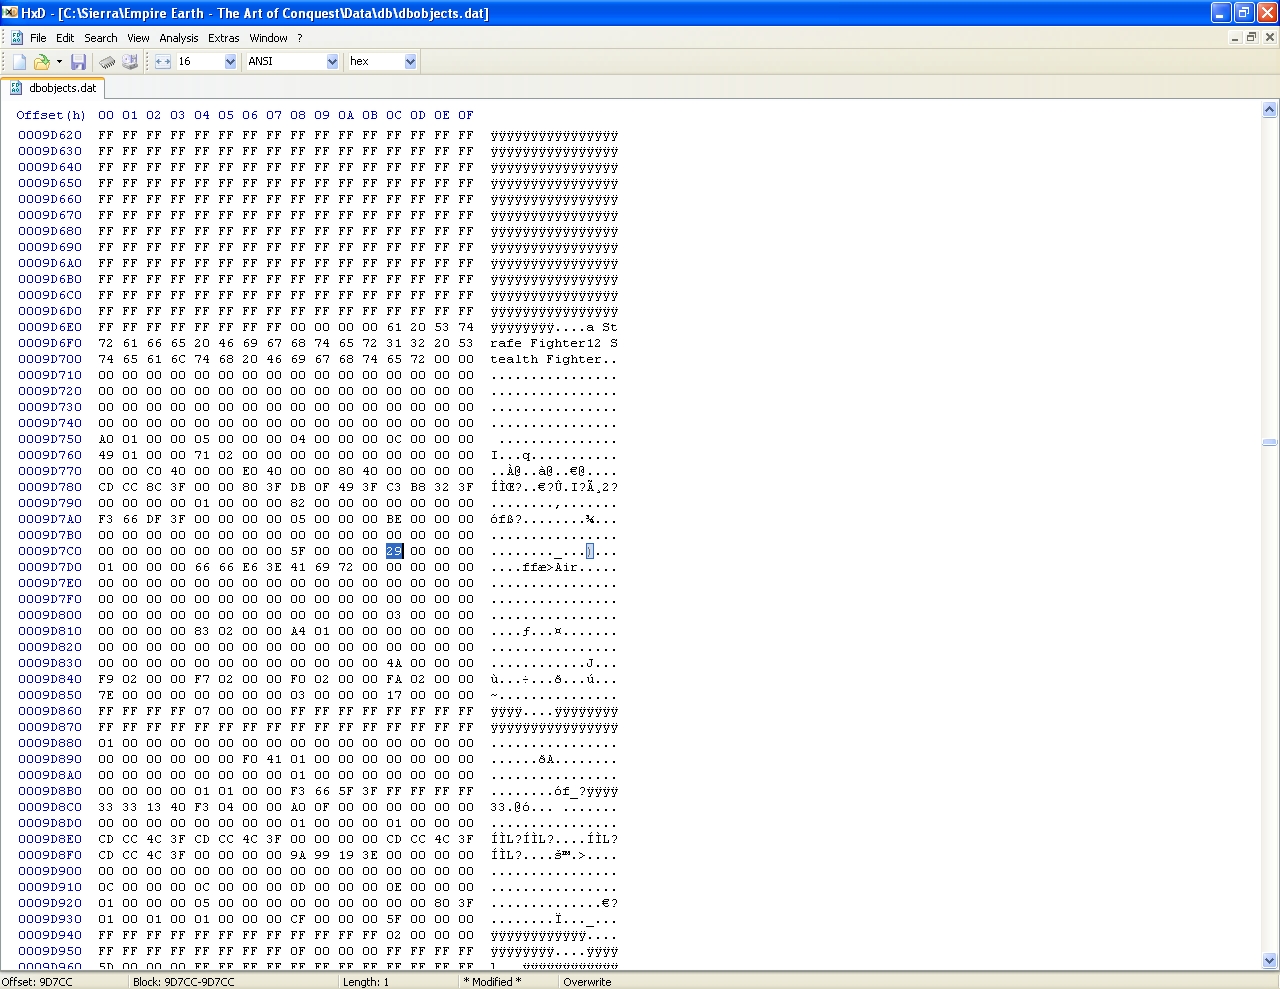 HxD - [C:\Sierra\Empire Earth - The Art of Conquest\Data\db\dbobjects.dat]
File Edit Search View Analysis Extras Window ?
16 ANSI hex
dbobjects.dat
Offset(h) 00 01 02 03 04 05 06 07 08 09 0A 0B 0C 0D 0E 0F
0009D620 FF FF FF FF FF FF FF FF FF FF FF FF FF FF FF FF ÿÿÿÿÿÿÿÿÿÿÿÿÿÿÿÿ
0009D630 FF FF FF FF FF FF FF FF FF FF FF FF FF FF FF FF ÿÿÿÿÿÿÿÿÿÿÿÿÿÿÿÿ
0009D640 FF FF FF FF FF FF FF FF FF FF FF FF FF FF FF FF ÿÿÿÿÿÿÿÿÿÿÿÿÿÿÿÿ
0009D650 FF FF FF FF FF FF FF FF FF FF FF FF FF FF FF FF ÿÿÿÿÿÿÿÿÿÿÿÿÿÿÿÿ
0009D660 FF FF FF FF FF FF FF FF FF FF FF FF FF FF FF FF ÿÿÿÿÿÿÿÿÿÿÿÿÿÿÿÿ
0009D670 FF FF FF FF FF FF FF FF FF FF FF FF FF FF FF FF ÿÿÿÿÿÿÿÿÿÿÿÿÿÿÿÿ
0009D680 FF FF FF FF FF FF FF FF FF FF FF FF FF FF FF FF ÿÿÿÿÿÿÿÿÿÿÿÿÿÿÿÿ
0009D690 FF FF FF FF FF FF FF FF FF FF FF FF FF FF FF FF ÿÿÿÿÿÿÿÿÿÿÿÿÿÿÿÿ
0009D6A0 FF FF FF FF FF FF FF FF FF FF FF FF FF FF FF FF ÿÿÿÿÿÿÿÿÿÿÿÿÿÿÿÿ
0009D6B0 FF FF FF FF FF FF FF FF FF FF FF FF FF FF FF FF ÿÿÿÿÿÿÿÿÿÿÿÿÿÿÿÿ
0009D6C0 FF FF FF FF FF FF FF FF FF FF FF FF FF FF FF FF ÿÿÿÿÿÿÿÿÿÿÿÿÿÿÿÿ
0009D6D0 FF FF FF FF FF FF FF FF FF FF FF FF FF FF FF FF ÿÿÿÿÿÿÿÿÿÿÿÿÿÿÿÿ
0009D6E0 FF FF FF FF FF FF FF FF 00 00 00 00 61 20 53 74 ÿÿÿÿÿÿÿÿ....a St
0009D6F0 72 61 66 65 20 46 69 67 68 74 65 72 31 32 20 53 rafe Fighter12 S
0009D700 74 65 61 6C 74 68 20 46 69 67 68 74 65 72 00 00 tealth Fighter..
0009D710 00 00 00 00 00 00 00 00 00 00 00 00 00 00 00 00 ................
0009D720 00 00 00 00 00 00 00 00 00 00 00 00 00 00 00 00 ................
0009D730 00 00 00 00 00 00 00 00 00 00 00 00 00 00 00 00 ................
0009D740 00 00 00 00 00 00 00 00 00 00 00 00 00 00 00 00 ................
0009D750 A0 01 00 00 05 00 00 00 04 00 00 00 0C 00 00 00  ...............
0009D760 49 01 00 00 71 02 00 00 00 00 00 00 00 00 00 00 I...q...........
0009D770 00 00 C0 40 00 00 E0 40 00 00 80 40 00 00 00 00 ..À@..à@..€@....
0009D780 CD CC 8C 3F 00 00 80 3F DB 0F 49 3F C3 B8 32 3F ÍÌŒ?..€?Û.I?Ã¸2?
0009D790 00 00 00 00 01 00 00 00 82 00 00 00 00 00 00 00 ........‚.......
0009D7A0 F3 66 DF 3F 00 00 00 00 05 00 00 00 BE 00 00 00 ófß?........¾...
0009D7B0 00 00 00 00 00 00 00 00 00 00 00 00 00 00 00 00 ................
0009D7C0 00 00 00 00 00 00 00 00 5F 00 00 00 29 00 00 00 ........_...)...
0009D7D0 01 00 00 00 66 66 E6 3E 41 69 72 00 00 00 00 00 ....ffæ>Air.....
0009D7E0 00 00 00 00 00 00 00 00 00 00 00 00 00 00 00 00 ................
0009D7F0 00 00 00 00 00 00 00 00 00 00 00 00 00 00 00 00 ................
0009D800 00 00 00 00 00 00 00 00 00 00 00 00 03 00 00 00 ................
0009D810 00 00 00 00 83 02 00 00 A4 01 00 00 00 00 00 00 ....ƒ...¤.......
0009D820 00 00 00 00 00 00 00 00 00 00 00 00 00 00 00 00 ................
0009D830 00 00 00 00 00 00 00 00 00 00 00 00 4A 00 00 00 ............J...
0009D840 F9 02 00 00 F7 02 00 00 F0 02 00 00 FA 02 00 00 ù...÷...ð...ú...
0009D850 7E 00 00 00 00 00 00 00 03 00 00 00 17 00 00 00 ~...............
0009D860 FF FF FF FF 07 00 00 00 FF FF FF FF FF FF FF FF ÿÿÿÿ....ÿÿÿÿÿÿÿÿ
0009D870 FF FF FF FF FF FF FF FF FF FF FF FF FF FF FF FF ÿÿÿÿÿÿÿÿÿÿÿÿÿÿÿÿ
0009D880 01 00 00 00 00 00 00 00 00 00 00 00 00 00 00 00 ................
0009D890 00 00 00 00 00 00 F0 41 01 00 00 00 00 00 00 00 ......ðA........
0009D8A0 00 00 00 00 00 00 00 00 01 00 00 00 00 00 00 00 ................
0009D8B0 00 00 00 00 01 01 00 00 F3 66 5F 3F FF FF FF FF ........óf_?ÿÿÿÿ
0009D8C0 33 33 13 40 F3 04 00 00 A0 0F 00 00 00 00 00 00 33.@ó... .......
0009D8D0 00 00 00 00 00 00 00 00 01 00 00 00 01 00 00 00 ................
0009D8E0 CD CC 4C 3F CD CC 4C 3F 00 00 00 00 CD CC 4C 3F ÍÌL?ÍÌL?....ÍÌL?
0009D8F0 CD CC 4C 3F 00 00 00 00 9A 99 19 3E 00 00 00 00 ÍÌL?....š™.>....
0009D900 00 00 00 00 00 00 00 00 00 00 00 00 00 00 00 00 ................
0009D910 0C 00 00 00 0C 00 00 00 0D 00 00 00 0E 00 00 00 ................
0009D920 01 00 00 00 05 00 00 00 00 00 00 00 00 00 80 3F ..............€?
0009D930 01 00 01 00 01 00 00 00 CF 00 00 00 5F 00 00 00 ........Ï..._...
0009D940 FF FF FF FF FF FF FF FF FF FF FF FF 02 00 00 00 ÿÿÿÿÿÿÿÿÿÿÿÿ....
0009D950 FF FF FF FF FF FF FF FF 0F 00 00 00 FF FF FF FF ÿÿÿÿÿÿÿÿ....ÿÿÿÿ
0009D960 5D 00 00 00 FF FF FF FF FF FF FF FF FF FF FF FF ]...ÿÿÿÿÿÿÿÿÿÿÿÿ
Offset: 9D7CC Block: 9D7CC-9D7CC Length: 1 * Modified * Overwrite